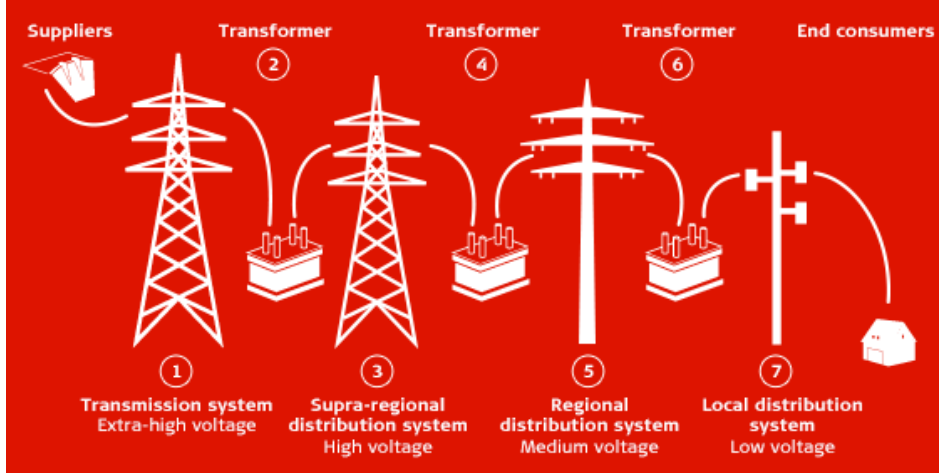 Suppliers
Transformer
2
Transformer
4
Transformer
6
End consumers
1
Transmission system
Extra-high voltage
3
Supra-regional
distribution system
High voltage
5
Regional
distribution system
Medium voltage
7
Local distribution
system
Low voltage